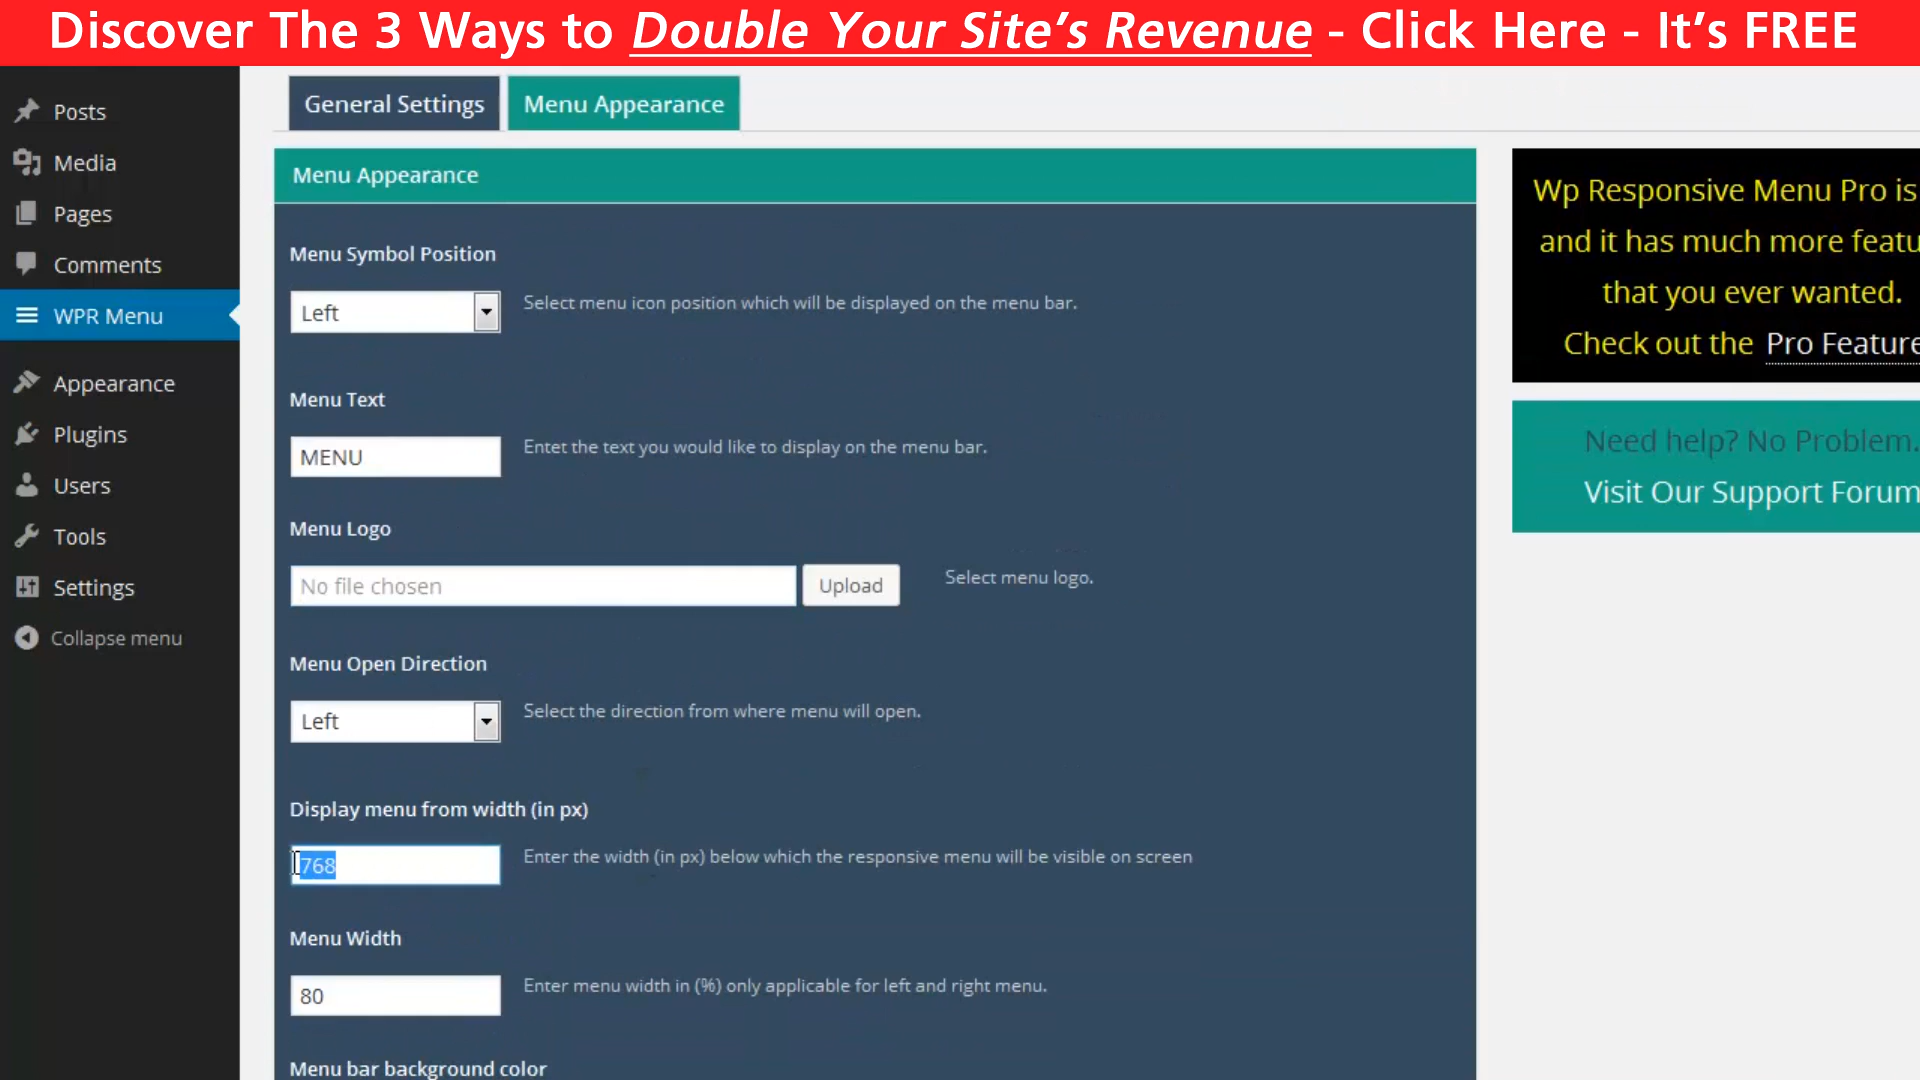 Discover The 3 Ways to Double Your Site's Revenue - Click Here - It's FREE
Posts
Media
Pages
Comments
WPR Menu
Appearance
Plugins
Users
Tools
Settings
Collapse menu
General Settings
Menu Appearance
Menu Appearance
Menu Symbol Position
Left
Select menu icon position which will be displayed on the menu bar.
Menu Text
MENU
Entet the text you would like to display on the menu bar.
Menu Logo
No file chosen
Upload
Select menu logo.
Menu Open Direction
Left
Select the direction from where menu will open.
Display menu from width (in px)
768
Enter the width (in px) below which the responsive menu will be visible on screen
Menu Width
80
Enter menu width in (%) only applicable for left and right menu.
Menu bar background color
Wp Responsive Menu Pro is
and it has much more featu
that you ever wanted.
Check out the Pro Feature
Need help? No Problem.
Visit Our Support Forum